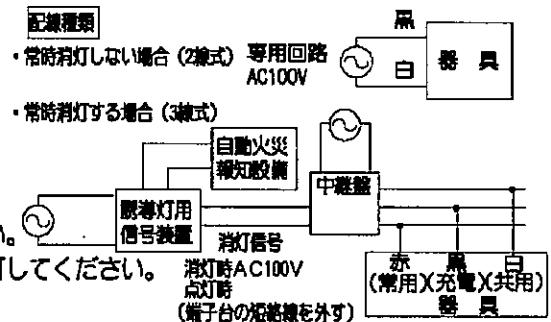 配線種類
・常時消灯しない場合（2線式）
専用回路
AC100V
黒
白
器 具
・常時消灯する場合（3線式）
自動火災
報知設備
中継盤
誘導灯用
信号装置
い。
灯してください。
消灯信号
消灯時AC100V
点灯時
（端子台の短絡線を外す）
赤 黒 白
（常用）（充電）（共用）
器 具